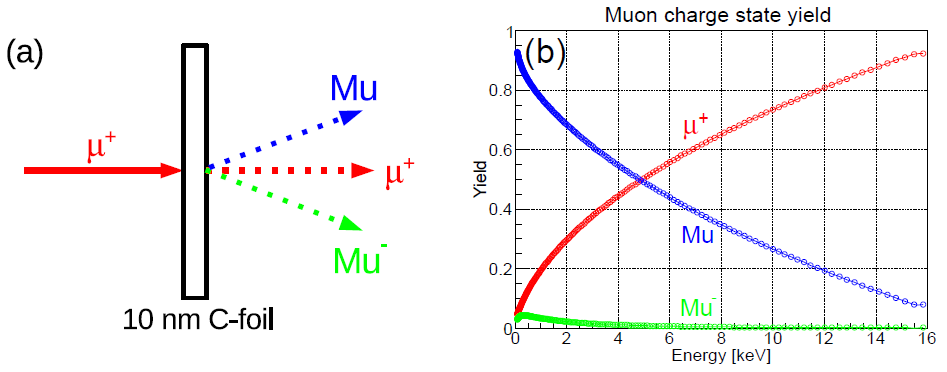 (a)
μ⁺
Mu
μ⁺
Mu⁻
10 nm C-foil
Muon charge state yield
(b)
Yield
1
0.8
0.6
0.4
0.2
0
μ⁺
Mu
Mu⁻
0 2 4 6 8 10 12 14 16
Energy [keV]